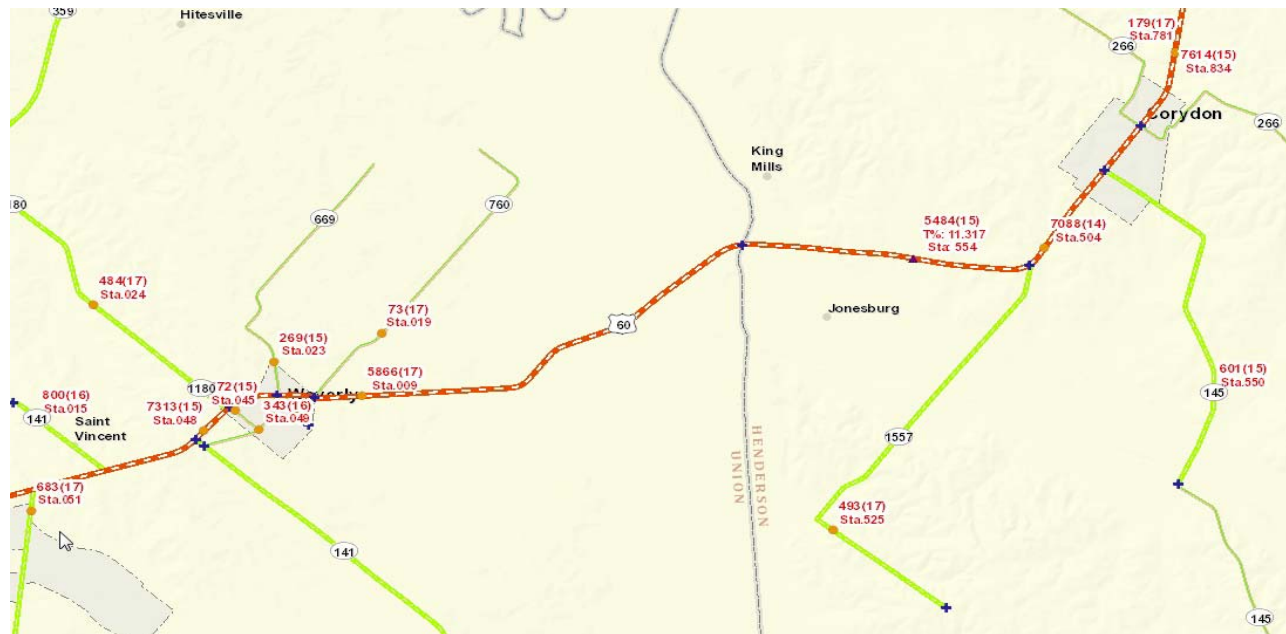 359
Hitesville
179(17)
Sta.781
266
7614(15)
Sta.834
Corydon
266
King
Mills
180
669
760
5484(15)
T%: 11.317
Sta: 554
7088(14)
Sta.504
484(17)
Sta.024
73(17)
Sta.019
Jonesburg
60
269(15)
Sta.023
5866(17)
Sta.009
601(15)
Sta.550
1180
72(15)
Sta.045
Waverly
145
800(16)
Sta.015
343(16)
Sta.049
7313(15)
Sta.048
141
Saint
Vincent
1557
HENDERSON
UNION
683(17)
Sta.051
493(17)
Sta.525
141
145